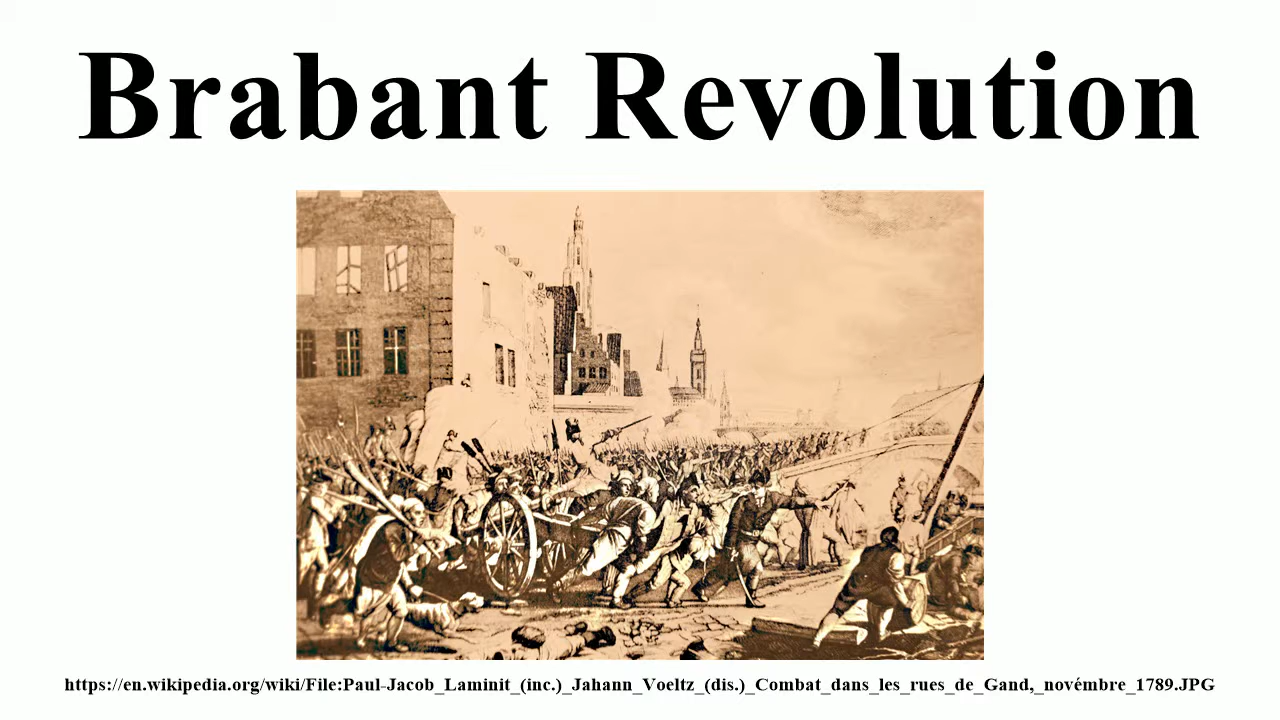 Brabant Revolution
https://en.wikipedia.org/wiki/File:Paul-Jacob_Laminit_(inc.)_Jahann_Voeltz_(dis.)_Combat_dans_les_rues_de_Gand,_novémbre_1789.JPG